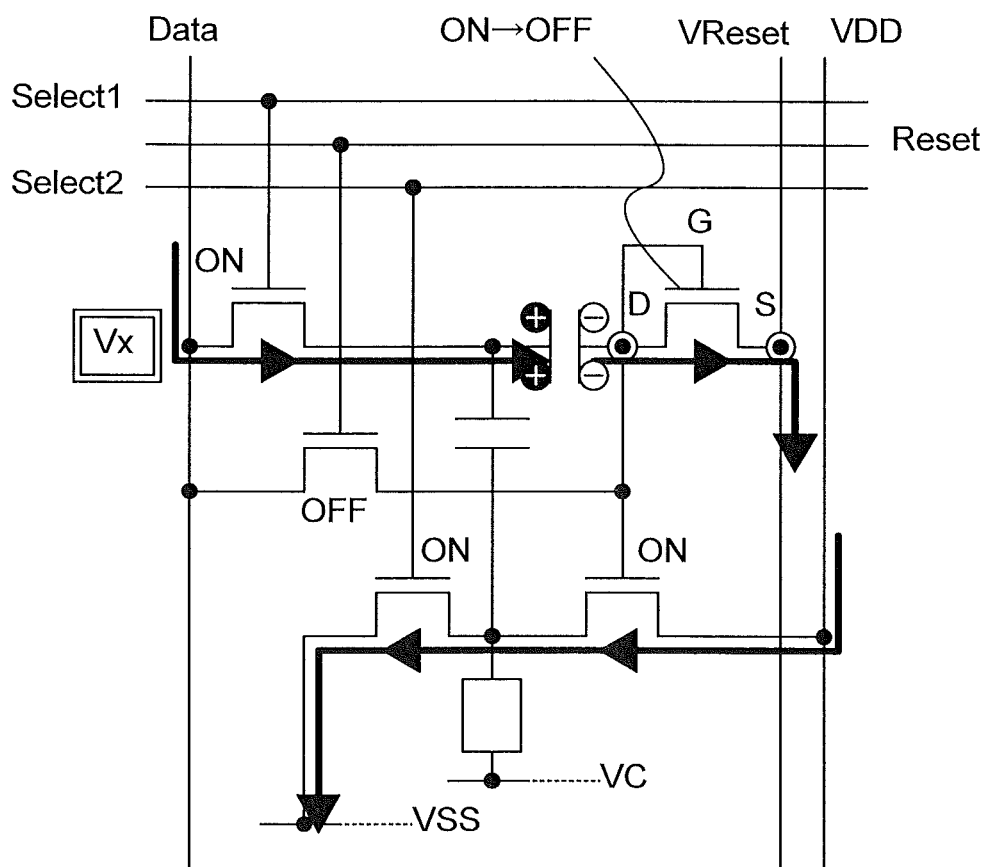 Data
ON→OFF
VReset
VDD
Select1
Reset
Select2
G
ON
D
S
Vx
+
−
+
−
OFF
ON
ON
VC
VSS